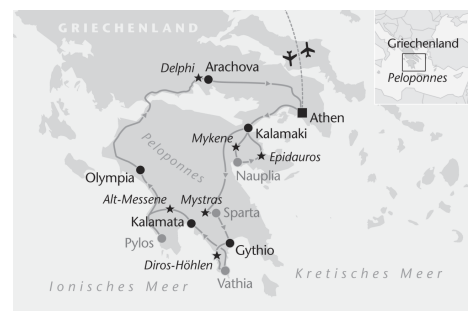 GRIECHENLAND
Griechenland
Peloponnes
Delphi
Arachova
Athen
Kalamaki
Mykene
Epidauros
Nauplia
Peloponnes
Olympia
Alt-Messene
Mystras
Sparta
Kalamata
Pylos
Gythio
Diros-Höhlen
Vathia
Ionisches Meer
Kretisches Meer